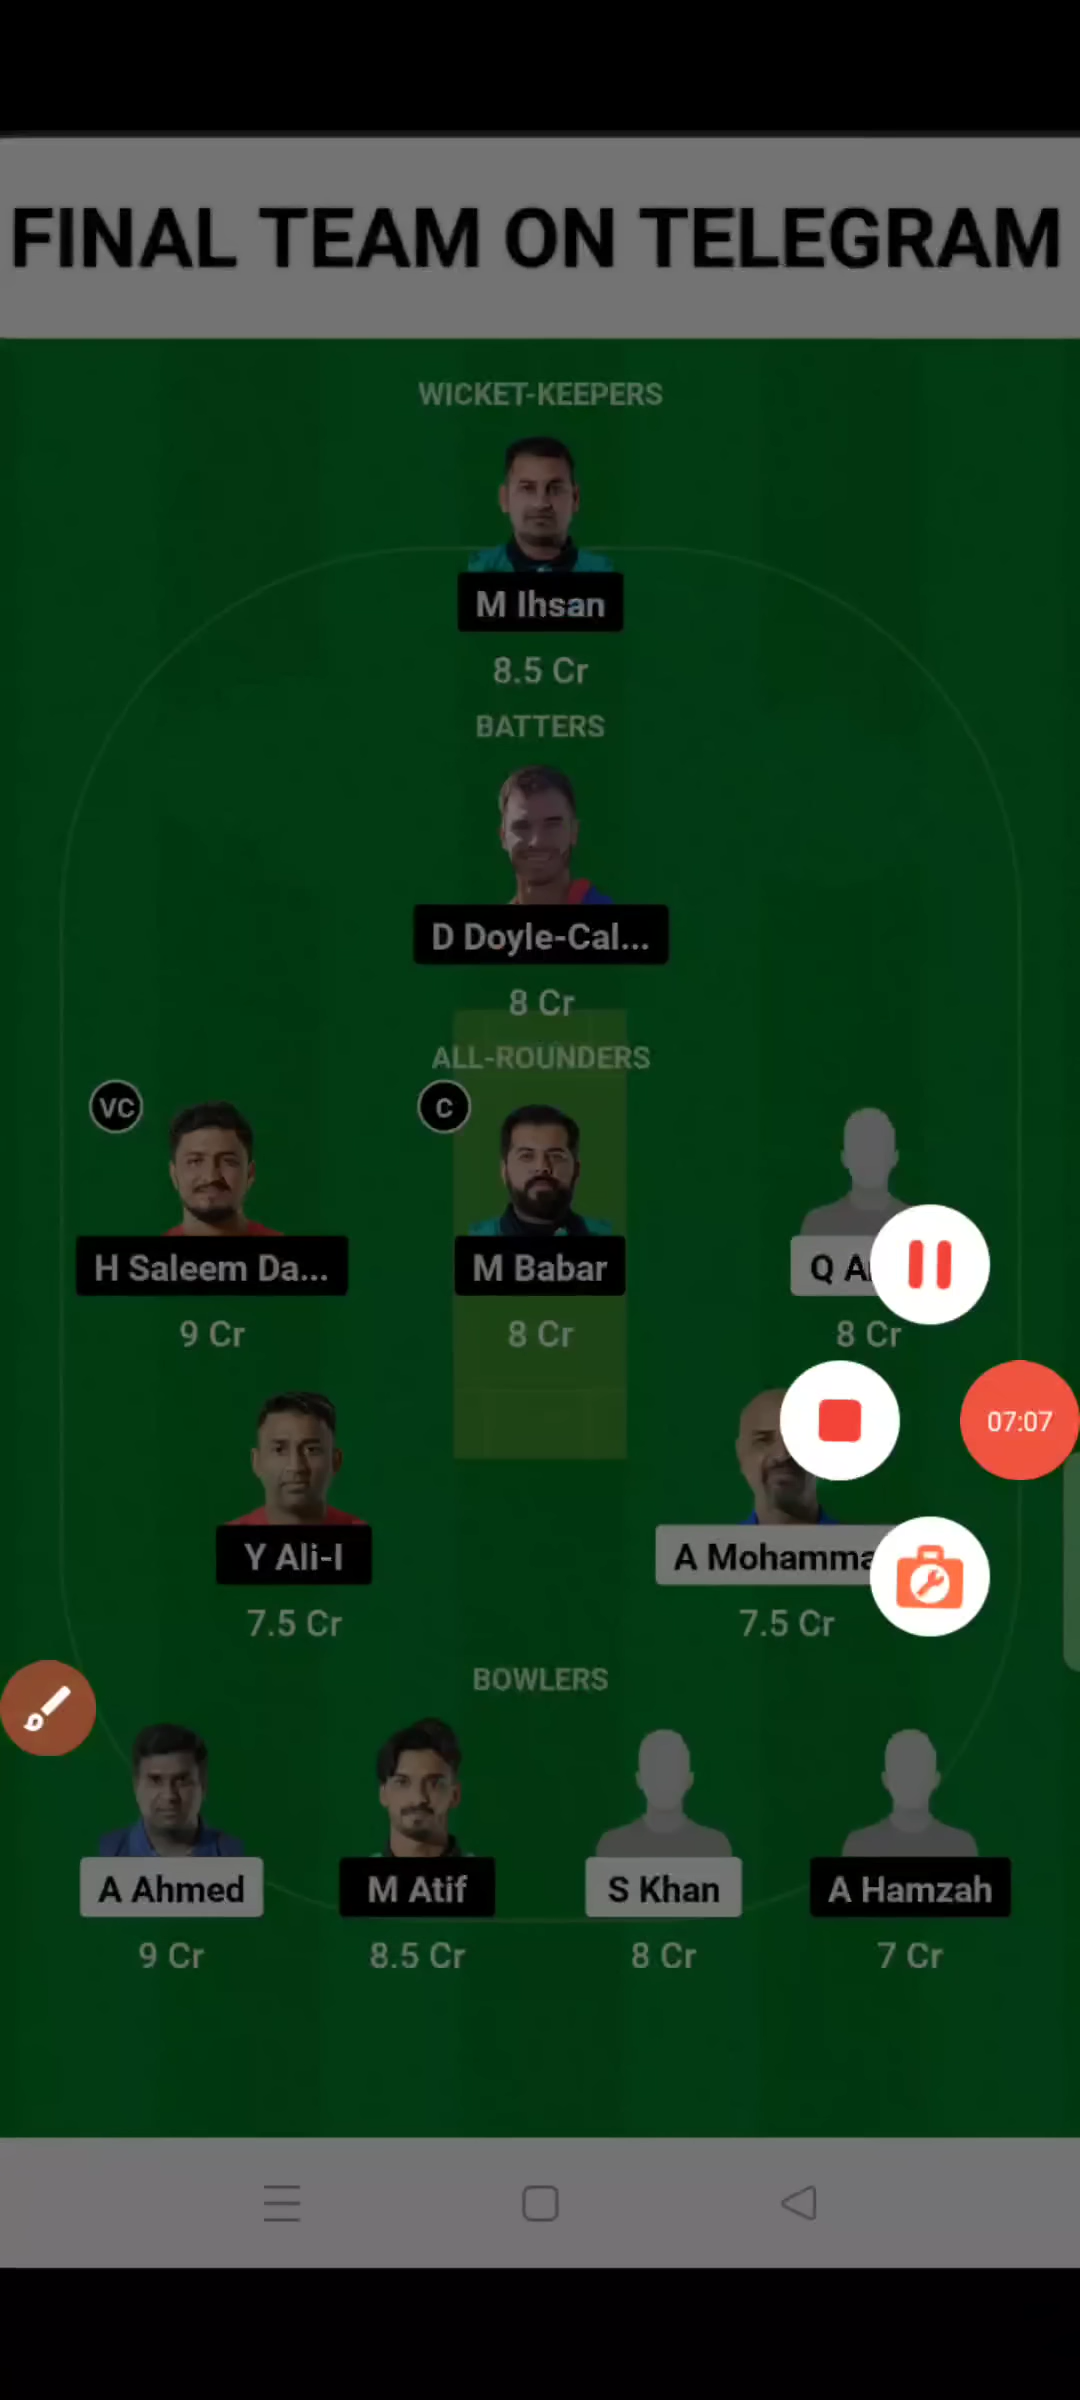 FINAL TEAM ON TELEGRAM
WICKET-KEEPERS
M Ihsan
8.5 Cr
BATTERS
D Doyle-Cal...
8 Cr
ALL-ROUNDERS
VC
C
H Saleem Da...
M Babar
Q
9 Cr
8 Cr
8 Cr
07:07
Y Ali-I
A Mohamma
7.5 Cr
7.5 Cr
BOWLERS
A Ahmed
M Atif
S Khan
A Hamzah
9 Cr
8.5 Cr
8 Cr
7 Cr